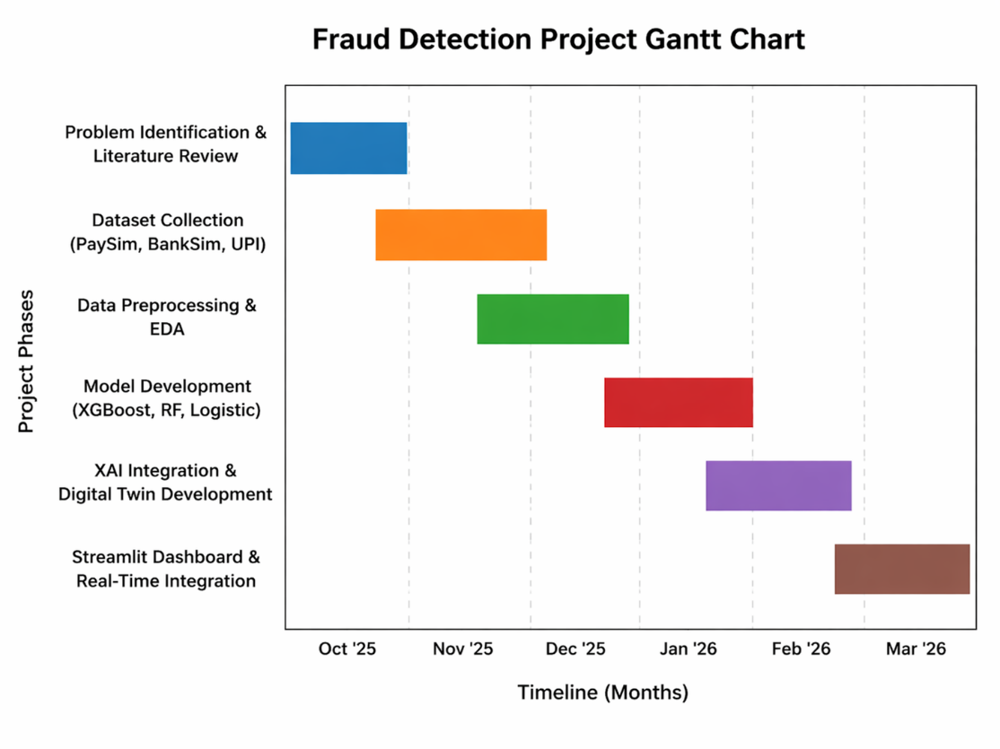 Fraud Detection Project Gantt Chart
Project Phases
Problem Identification &
Literature Review
Dataset Collection
(PaySim, BankSim, UPI)
Data Preprocessing &
EDA
Model Development
(XGBoost, RF, Logistic)
XAI Integration &
Digital Twin Development
Streamlit Dashboard &
Real-Time Integration
Oct '25 Nov '25 Dec '25 Jan '26 Feb '26 Mar '26
Timeline (Months)